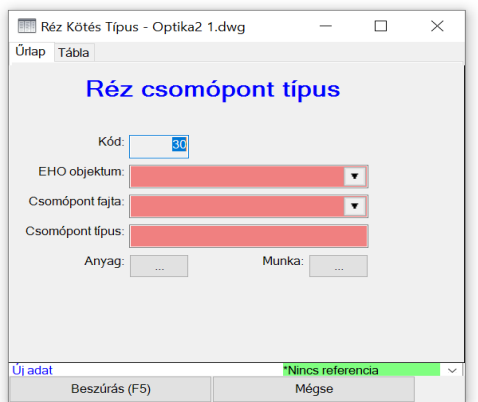 Réz Kötés Típus - Optika2 1.dwg
Űrlap Tábla
Réz csomópont típus
Kód: 30
EHO objektum:
Csomópont fajta:
Csomópont típus:
Anyag: ... Munka: ...
Új adat *Nincs referencia
Beszúrás (F5) Mégse